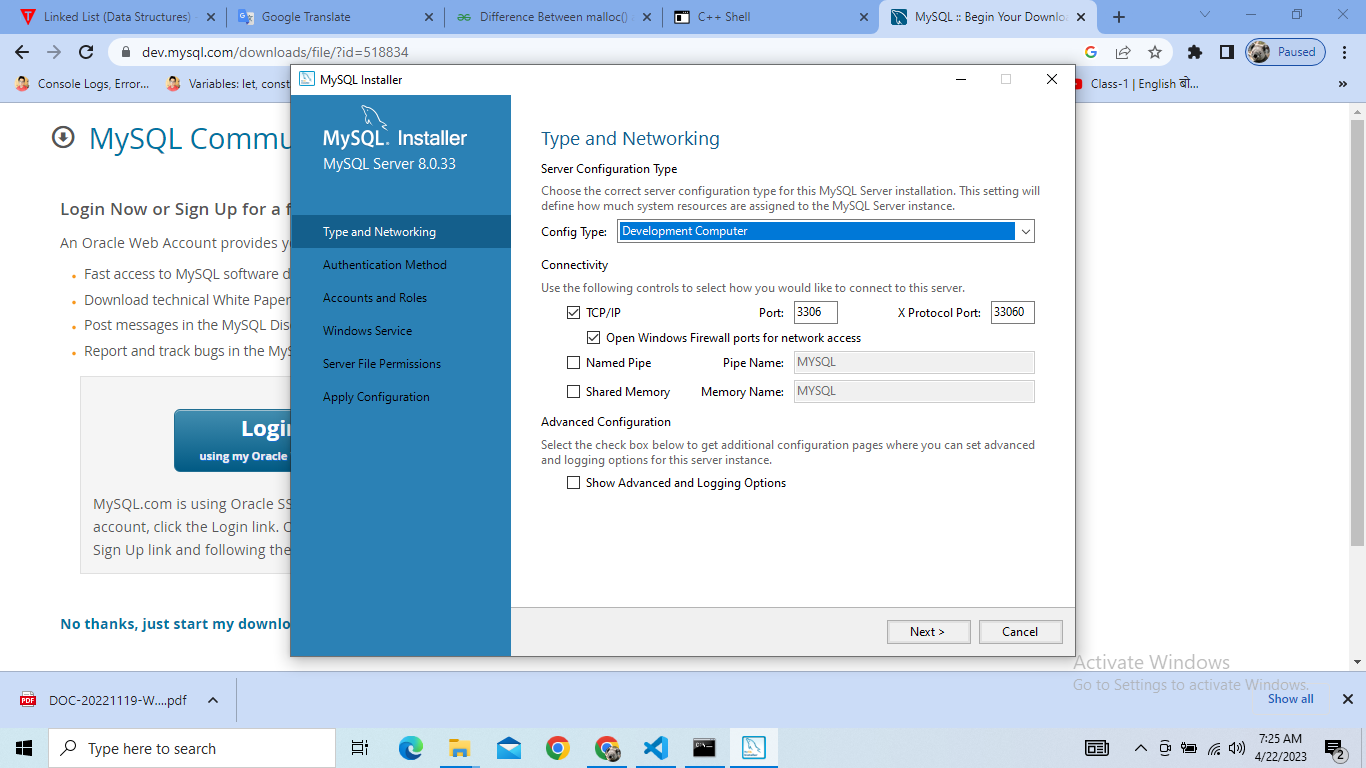 Linked List (Data Structures)
Google Translate
Difference Between malloc()
C++ Shell
MySQL :: Begin Your Downlo
dev.mysql.com/downloads/file/?id=518834
Paused
Console Logs, Error...
Variables: let, const
Class-1 | English बो...
MySQL Installer
MySQL Commu
Login Now or Sign Up for a f
An Oracle Web Account provides y
Fast access to MySQL software d
Download technical White Paper
Post messages in the MySQL Dis
Report and track bugs in the MyS
Logi
using my Oracle
MySQL.com is using Oracle SS
account, click the Login link. O
Sign Up link and following the
No thanks, just start my downlo
MySQL. Installer
MySQL Server 8.0.33
Type and Networking
Authentication Method
Accounts and Roles
Windows Service
Server File Permissions
Apply Configuration
Type and Networking
Server Configuration Type
Choose the correct server configuration type for this MySQL Server installation. This setting will
define how much system resources are assigned to the MySQL Server instance.
Config Type: Development Computer
Connectivity
Use the following controls to select how you would like to connect to this server.
TCP/IP Port: 3306 X Protocol Port: 33060
Open Windows Firewall ports for network access
Named Pipe Pipe Name: MYSQL
Shared Memory Memory Name: MYSQL
Advanced Configuration
Select the check box below to get additional configuration pages where you can set advanced
and logging options for this server instance.
Show Advanced and Logging Options
Next > Cancel
Activate Windows
Go to Settings to activate Windows.
PDF DOC-20221119-W....pdf
Show all
Type here to search
7:25 AM
4/22/2023
2